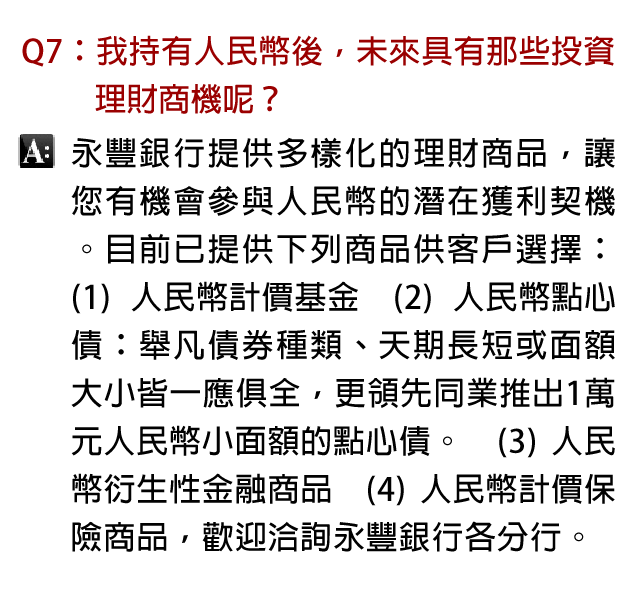 Q7：我持有人民幣後，未來具有那些投資
理財商機呢？
A: 永豐銀行提供多樣化的理財商品，讓
您有機會參與人民幣的潛在獲利契機
。目前已提供下列商品供客戶選擇：
(1) 人民幣計價基金 (2) 人民幣點心
債：舉凡債券種類、天期長短或面額
大小皆一應俱全，更領先同業推出1萬
元人民幣小面額的點心債。 (3) 人民
幣衍生性金融商品 (4) 人民幣計價保
險商品，歡迎洽詢永豐銀行各分行。